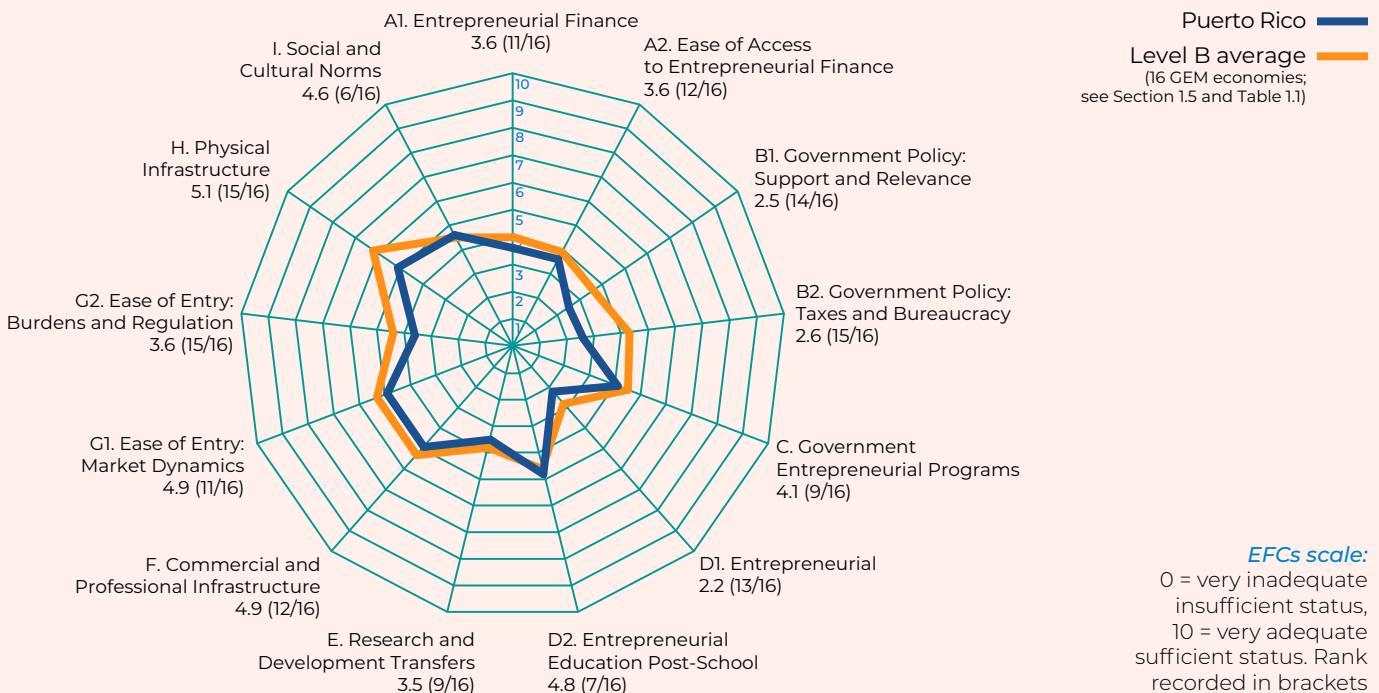 A1. Entrepreneurial Finance
3.6 (11/16)
A2. Ease of Access
to Entrepreneurial Finance
3.6 (12/16)
B1. Government Policy:
Support and Relevance
2.5 (14/16)
B2. Government Policy:
Taxes and Bureaucracy
2.6 (15/16)
C. Government
Entrepreneurial Programs
4.1 (9/16)
D1. Entrepreneurial
2.2 (13/16)
D2. Entrepreneurial
Education Post-School
4.8 (7/16)
E. Research and
Development Transfers
3.5 (9/16)
F. Commercial and
Professional Infrastructure
4.9 (12/16)
G1. Ease of Entry:
Market Dynamics
4.9 (11/16)
G2. Ease of Entry:
Burdens and Regulation
3.6 (15/16)
H. Physical
Infrastructure
5.1 (15/16)
I. Social and
Cultural Norms
4.6 (6/16)
10
9
8
7
6
5
3
2
1
Puerto Rico
Level B average
(16 GEM economies;
see Section 1.5 and Table 1.1)
EFCs scale:
0 = very inadequate
insufficient status,
10 = very adequate
sufficient status. Rank
recorded in brackets